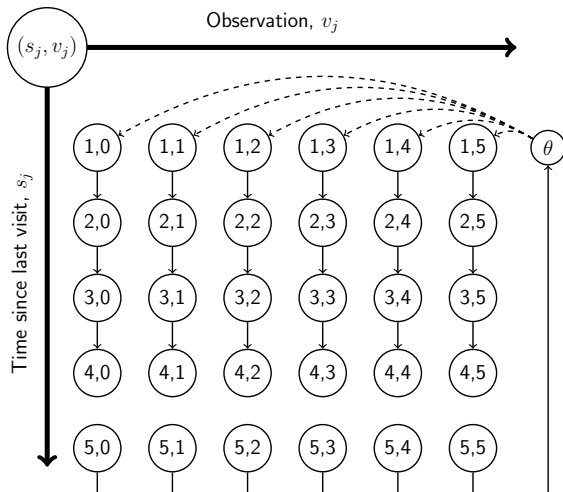 Observation, v_j
(s_j, v_j)
Time since last visit, s_j
1,0 1,1 1,2 1,3 1,4 1,5 θ
2,0 2,1 2,2 2,3 2,4 2,5
3,0 3,1 3,2 3,3 3,4 3,5
4,0 4,1 4,2 4,3 4,4 4,5
5,0 5,1 5,2 5,3 5,4 5,5